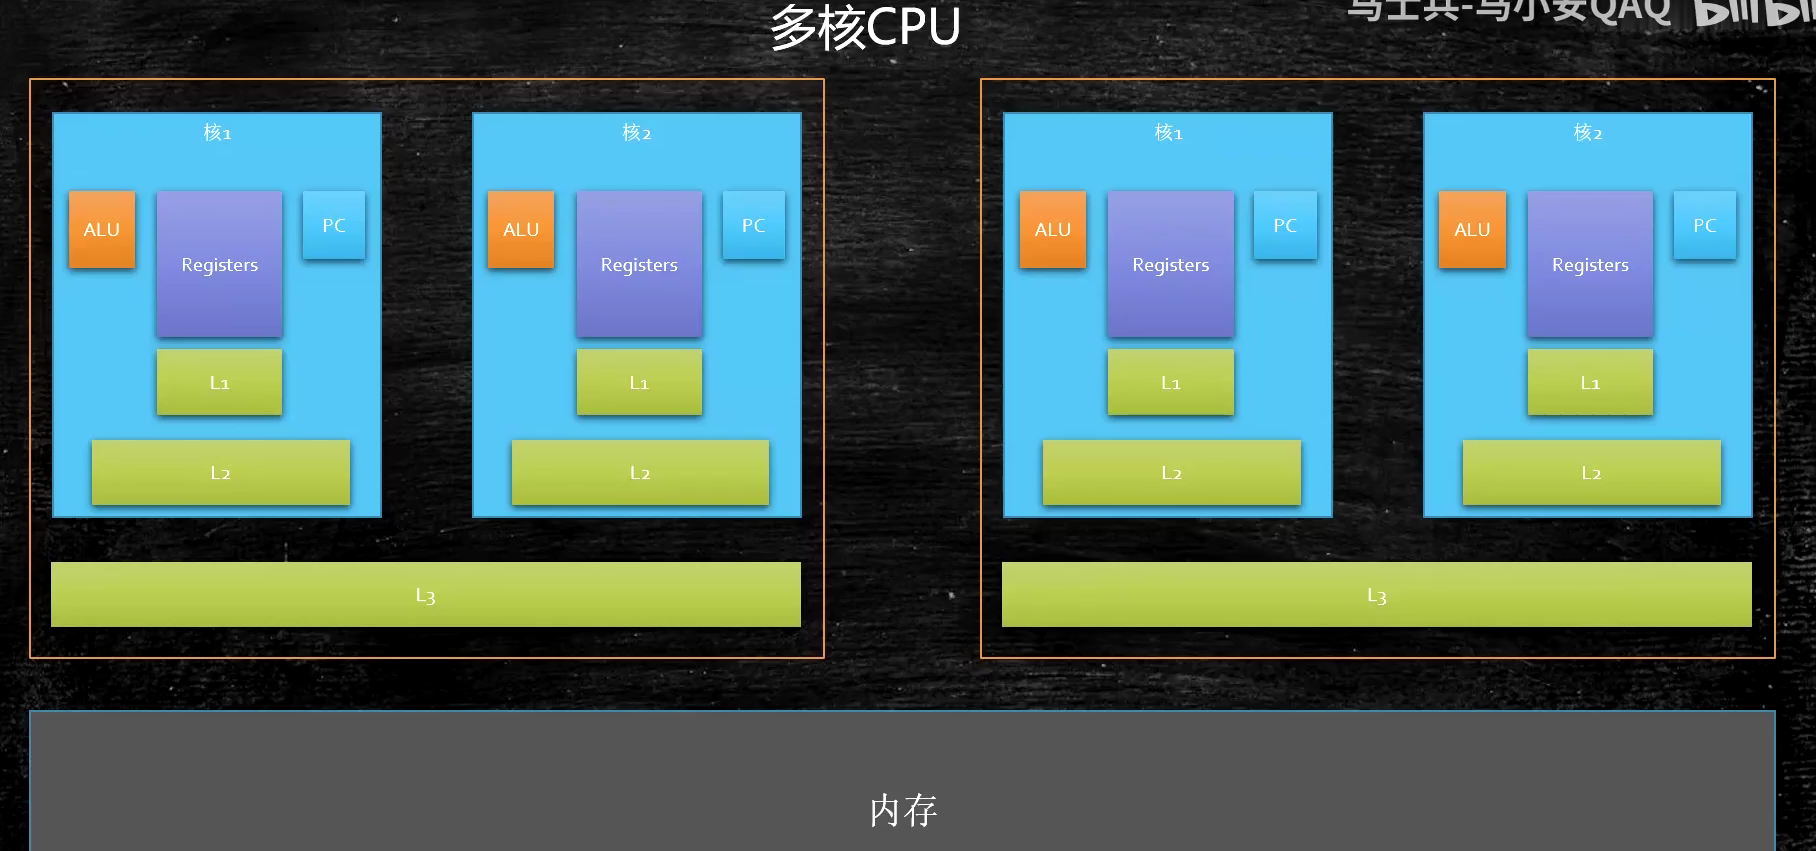 多核CPU
马士兵-马小安QAQ bilibili
核1
ALU
Registers
PC
L1
L2
核2
ALU
Registers
PC
L1
L2
L3
核1
ALU
Registers
PC
L1
L2
核2
ALU
Registers
PC
L1
L2
L3
内存